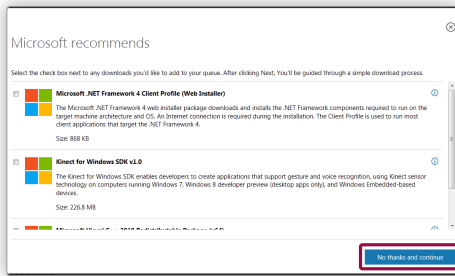 Microsoft recommends
Select the check box next to any downloads you'd like to add to your queue. After clicking Next, You'll be guided through a simple download process.
Microsoft .NET Framework 4 Client Profile (Web Installer)
The Microsoft .NET Framework 4 web installer package downloads and installs the .NET Framework components required to run on the
target machine architecture and OS. An Internet connection is required during the installation. The Client Profile is used to run most
client applications that target the .NET Framework 4.
Size: 868 KB
Kinect for Windows SDK v1.0
The Kinect for Windows SDK enables developers to create applications that support gesture and voice recognition, using Kinect sensor
technology on computers running Windows 7, Windows 8 developer preview (desktop apps only), and Windows Embedded-based
devices.
Size: 226.8 MB
Microsoft Visual C++ 2010 Redistributable Package (x64)
No thanks and continue